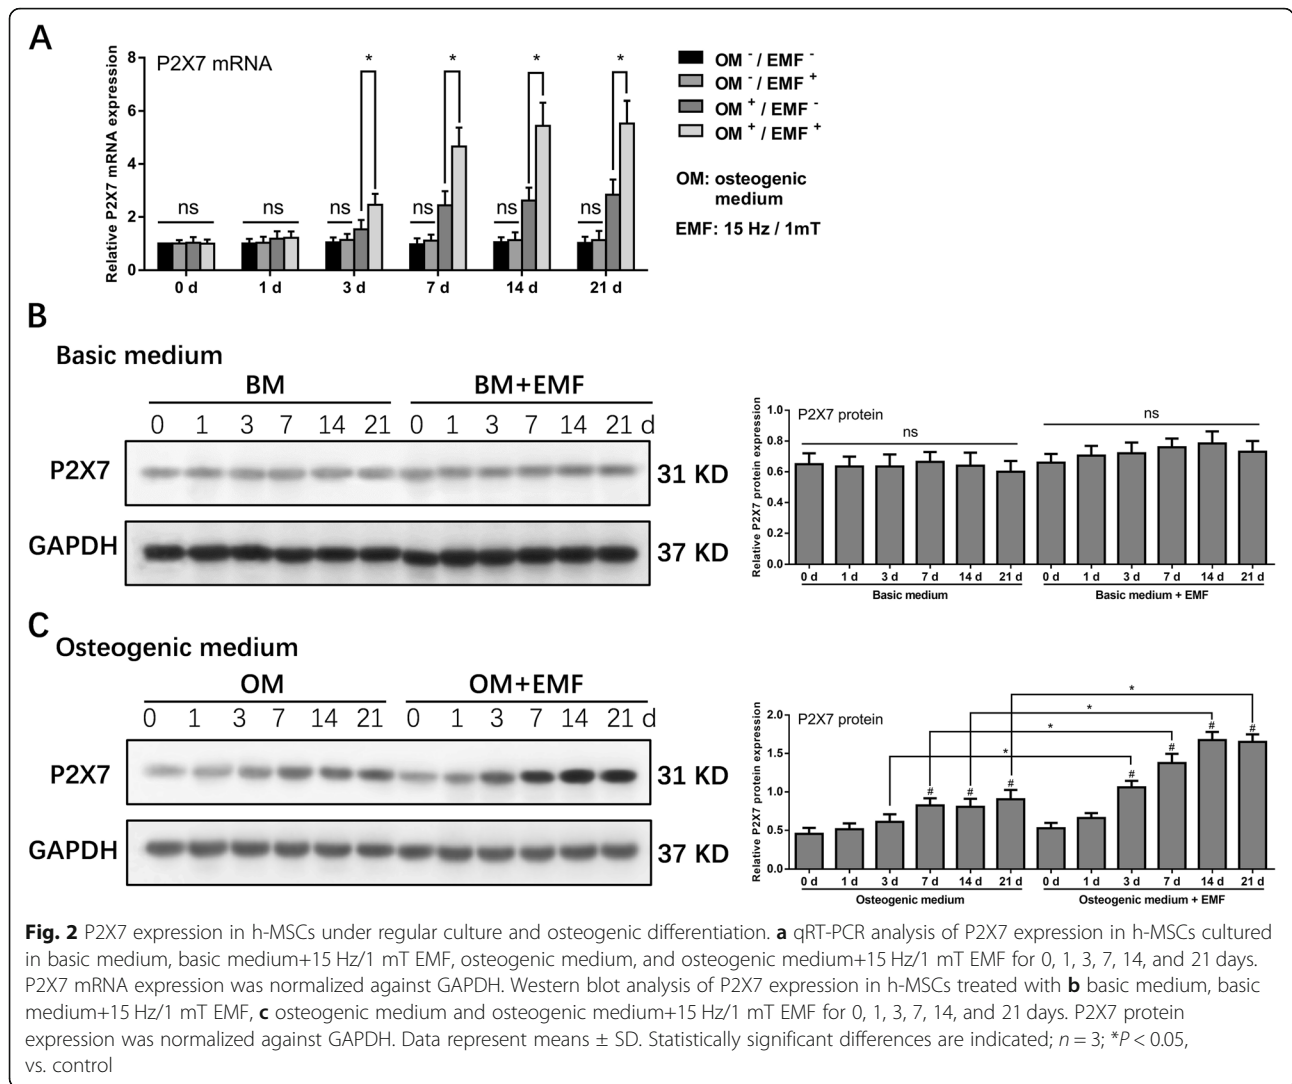 A
P2X7 mRNA
Relative P2X7 mRNA expression
8
6
4
2
0
ns
ns
ns
*
ns
*
ns
*
ns
*
0 d 1 d 3 d 7 d 14 d 21 d
OM - / EMF -
OM - / EMF +
OM + / EMF -
OM + / EMF +
OM: osteogenic
medium
EMF: 15 Hz / 1mT
B
Basic medium
BM BM+EMF
0 1 3 7 14 21 0 1 3 7 14 21 d
P2X7 31 KD
GAPDH 37 KD
P2X7 protein
Relative P2X7 protein expression
1.0
0.8
0.6
0.4
0.2
0.0
ns
ns
0 d 1 d 3 d 7 d 14 d 21 d 0 d 1 d 3 d 7 d 14 d 21 d
Basic medium Basic medium + EMF
C
Osteogenic medium
OM OM+EMF
0 1 3 7 14 21 0 1 3 7 14 21 d
P2X7 31 KD
GAPDH 37 KD
P2X7 protein
Relative P2X7 protein expression
2.0
1.5
1.0
0.5
0.0
*
*
*
*
# # # # # # #
0 d 1 d 3 d 7 d 14 d 21 d 0 d 1 d 3 d 7 d 14 d 21 d
Osteogenic medium Osteogenic medium + EMF
Fig. 2 P2X7 expression in h-MSCs under regular culture and osteogenic differentiation. a qRT-PCR analysis of P2X7 expression in h-MSCs cultured
in basic medium, basic medium+15 Hz/1 mT EMF, osteogenic medium, and osteogenic medium+15 Hz/1 mT EMF for 0, 1, 3, 7, 14, and 21 days.
P2X7 mRNA expression was normalized against GAPDH. Western blot analysis of P2X7 expression in h-MSCs treated with b basic medium, basic
medium+15 Hz/1 mT EMF, c osteogenic medium and osteogenic medium+15 Hz/1 mT EMF for 0, 1, 3, 7, 14, and 21 days. P2X7 protein
expression was normalized against GAPDH. Data represent means ± SD. Statistically significant differences are indicated; n = 3; *P < 0.05,
vs. control